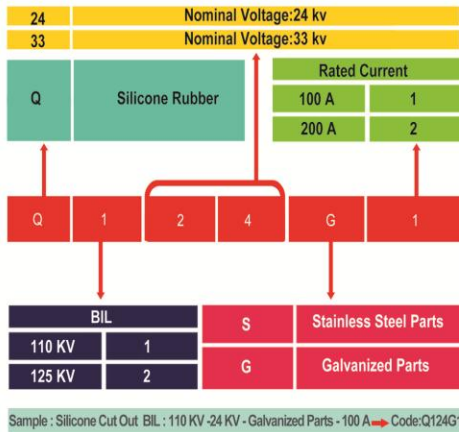 24 Nominal Voltage:24 kv
33 Nominal Voltage:33 kv
Q Silicone Rubber
Rated Current
100 A 1
200 A 2
Q 1 2 4 G 1
BIL
110 KV 1
125 KV 2
S Stainless Steel Parts
G Galvanized Parts
Sample : Silicone Cut Out BIL : 110 KV -24 KV - Galvanized Parts - 100 A Code:Q124G1